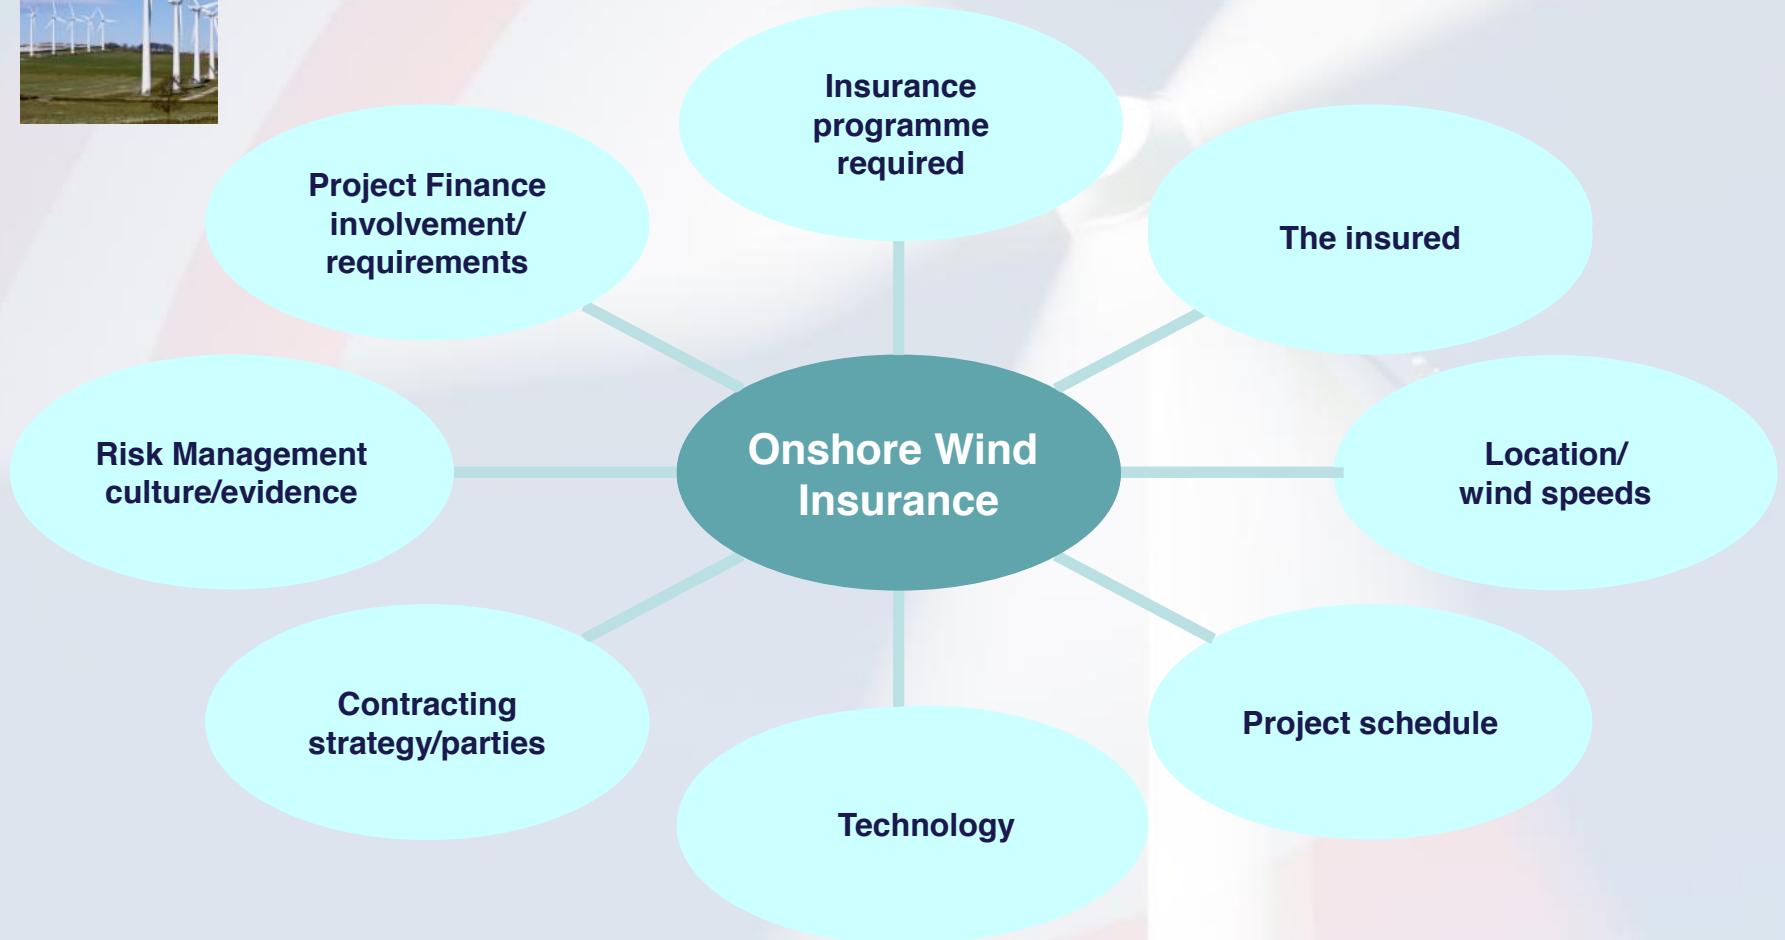 Insurance
programme
required
Project Finance
involvement/
requirements
The insured
Risk Management
culture/evidence
Onshore Wind
Insurance
Location/
wind speeds
Contracting
strategy/parties
Project schedule
Technology